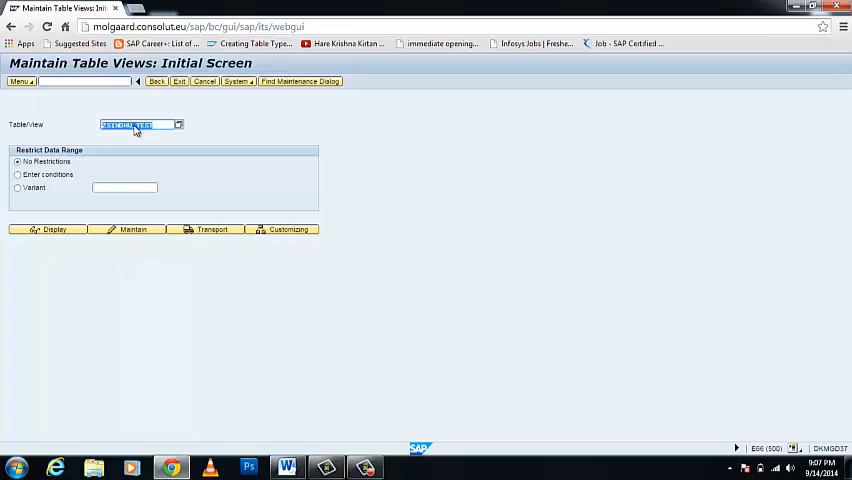 Maintain Table Views: Init
molgaard.consolut.eu/sap/bc/gui/sap/its/webgui
Apps Suggested Sites SAP Career+: List of ... Creating Table Type... Hare Krishna Kirtan ... immediate opening... Infosys Jobs | Freshe... Job - SAP Certified ...
Maintain Table Views: Initial Screen
Menu Back Exit Cancel System Find Maintenance Dialog
Table/View
Restrict Data Range
No Restrictions
Enter conditions
Variant
Display Maintain Transport Customizing
SAP E66 (500) DKMGD37
9:07 PM
9/14/2014